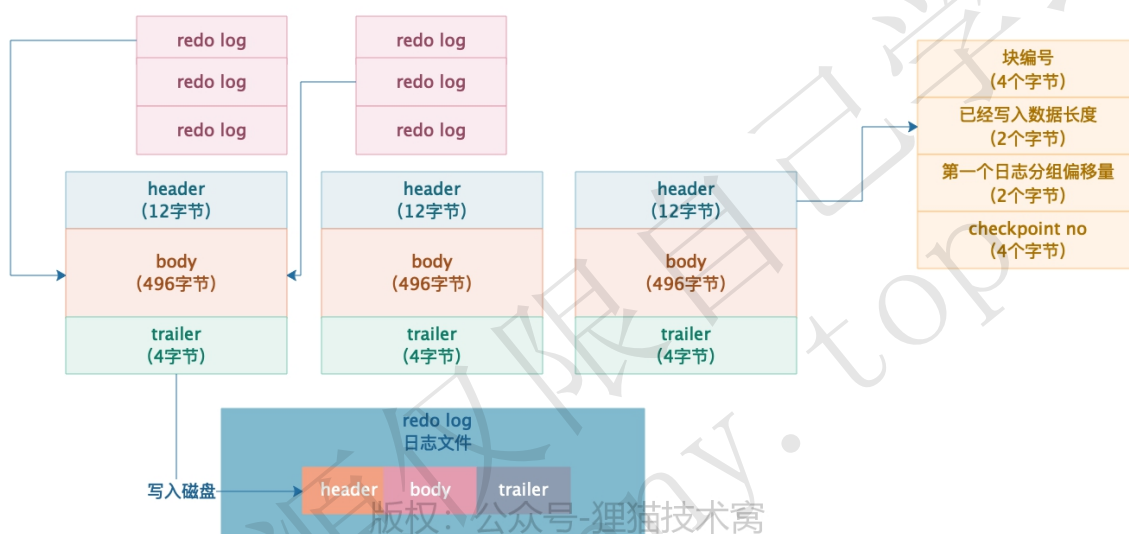 redo log
redo log
redo log
redo log
redo log
redo log
块编号
(4个字节)
已经写入数据长度
(2个字节)
第一个日志分组偏移量
(2个字节)
checkpoint no
(4个字节)
header
(12字节)
body
(496字节)
trailer
(4字节)
header
(12字节)
body
(496字节)
trailer
(4字节)
header
(12字节)
body
(496字节)
trailer
(4字节)
redo log
日志文件
写入磁盘
header
body
trailer
版权：公众号-狸猫技术窝
仅限自己学
.top